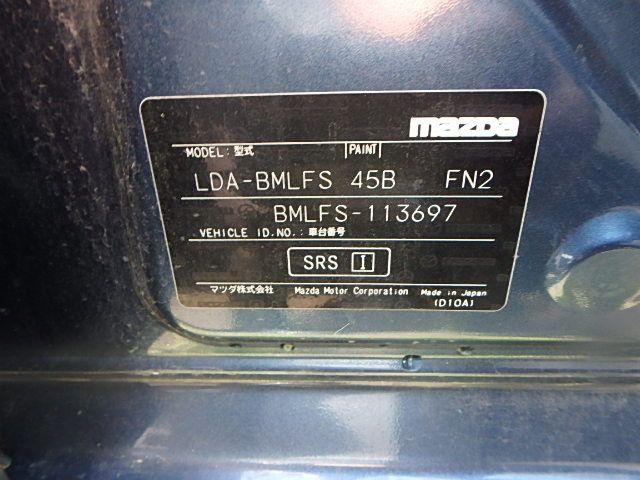 mazda
MODEL: 型式 PAINT
LDA-BMLFS 45B FN2
BMLFS-113697
VEHICLE ID.NO.: 車台番号
SRS I
マツダ株式会社 Mazda Motor Corporation Made in Japan
(D10A)